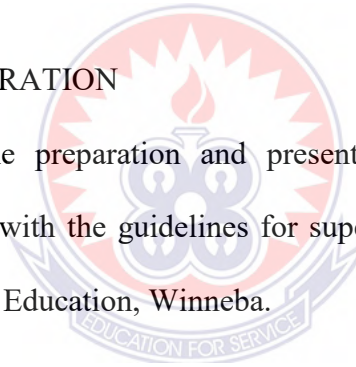 RATION
e preparation and present
with the guidelines for supe
Education, Winneba.
EDUCATION FOR SERVICE